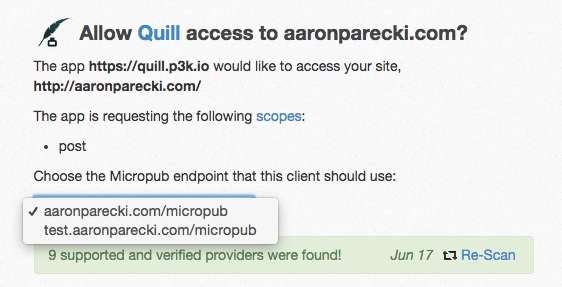 Allow Quill access to aaronparecki.com?
The app https://quill.p3k.io would like to access your site,
http://aaronparecki.com/
The app is requesting the following scopes:
• post
Choose the Micropub endpoint that this client should use:
✓ aaronparecki.com/micropub
test.aaronparecki.com/micropub
9 supported and verified providers were found! Jun 17 Re-Scan